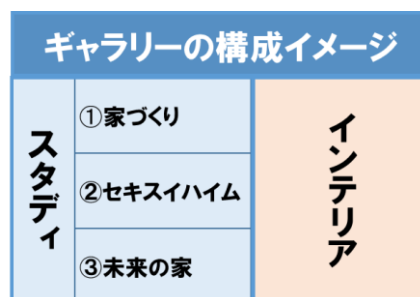 ギャラリーの構成イメージ
スタディ
①家づくり
②セキスイハイム
③未来の家
インテリア